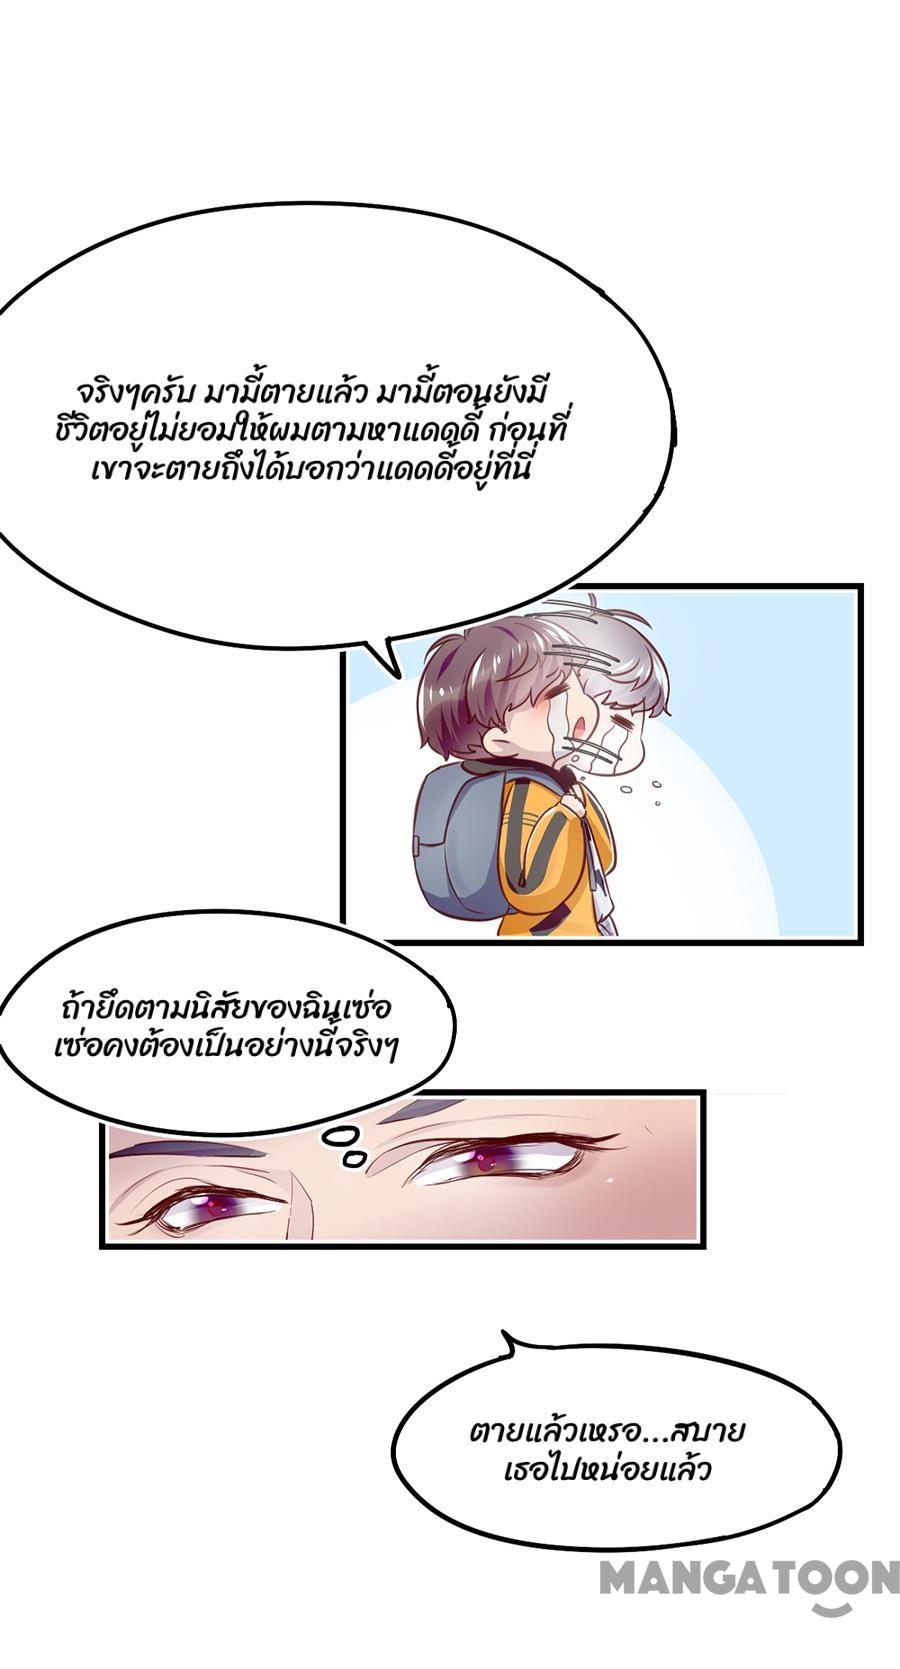 จริงๆครับ มามี้ตายแล้ว มามี้ตอนยังมี
ชีวิตอยู่ไม่ยอมให้ผมตามหาแดดดี้ ก่อนที่
เขาจะตายถึงได้บอกว่าแดดดี้อยู่ที่นี่
ถ้ายึดตามนิสัยของฉินเซ่อ
เซ่อคงต้องเป็นอย่างนี้จริงๆ
ตายแล้วเหรอ...สบาย
เธอไปหน่อยแล้ว
MANGATOON